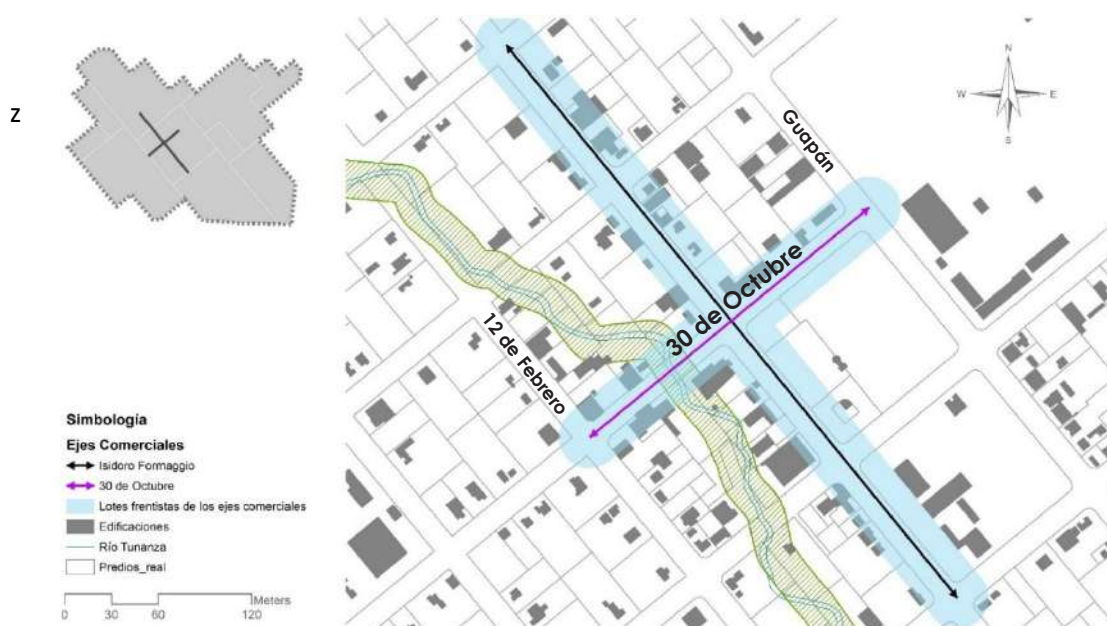 z
N
W E
S
Guapán
30 de Octubre
12 de Febrero
Simbología
Ejes Comerciales
Isidoro Formaggio
30 de Octubre
Lotes frentistas de los ejes comerciales
Edificaciones
Río Tunanza
Predios_real
Meters
0 30 60 120